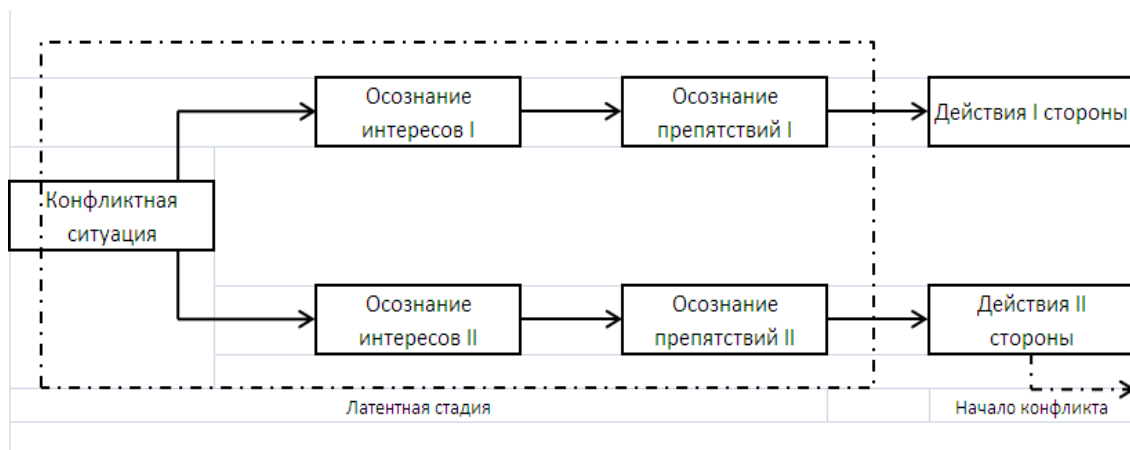 Осознание
интересов I
Осознание
препятствий I
Действия I стороны
Конфликтная
ситуация
Осознание
интересов II
Осознание
препятствий II
Действия II
стороны
Латентная стадия
Начало конфликта